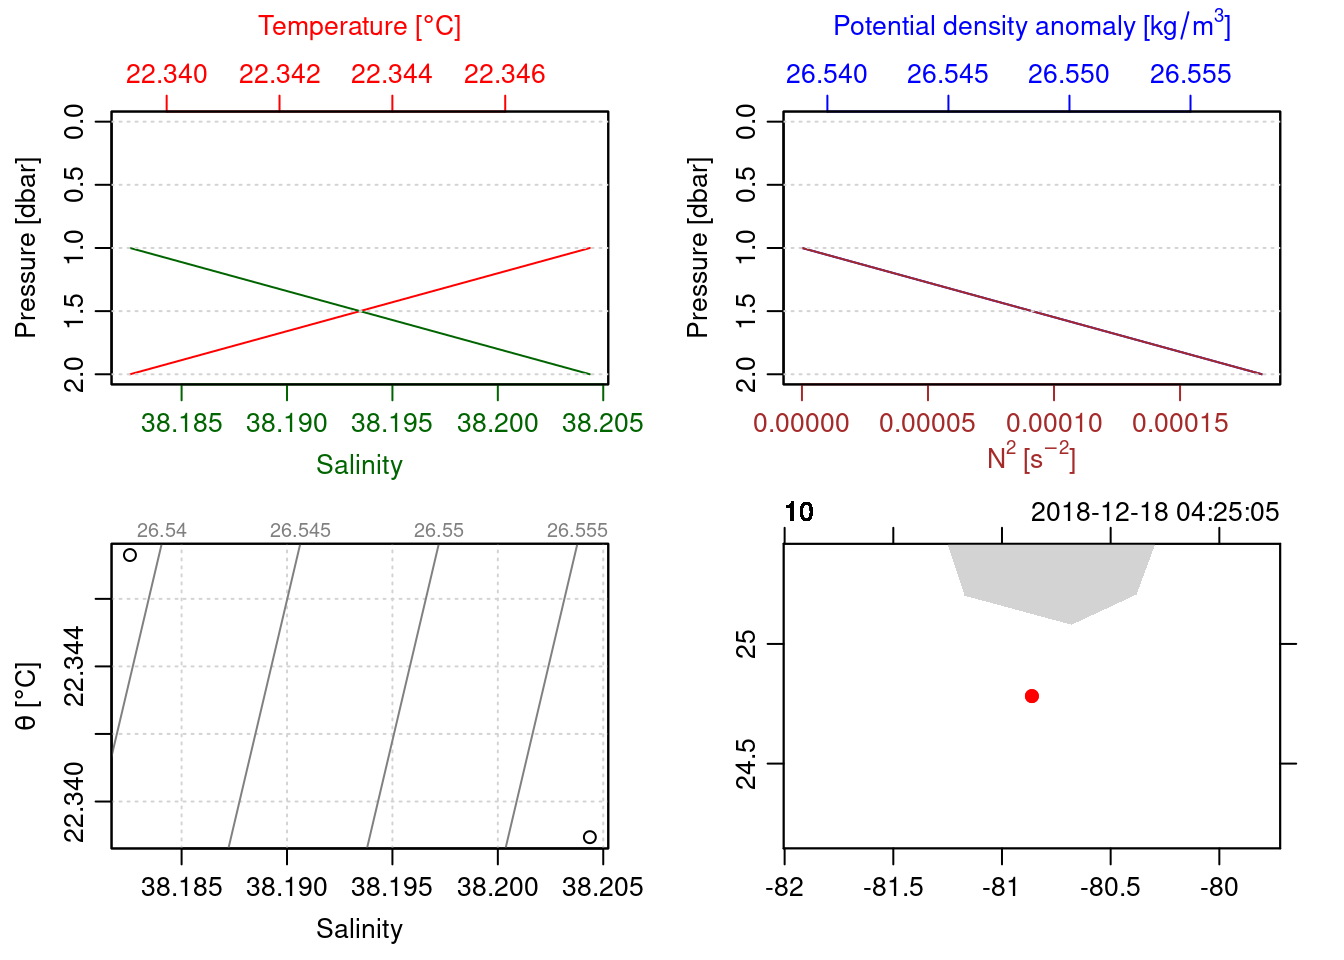 Temperature [°C]
22.340 22.342 22.344 22.346
0.0
0.5
1.0
1.5
2.0
Pressure [dbar]
38.185 38.190 38.195 38.200 38.205
Salinity
Potential density anomaly [kg/m³]
26.540 26.545 26.550 26.555
0.0
0.5
1.0
1.5
2.0
Pressure [dbar]
0.00000 0.00005 0.00010 0.00015
N² [s⁻²]
26.54 26.545 26.55 26.555
22.344
22.340
θ [°C]
38.185 38.190 38.195 38.200 38.205
Salinity
10 2018-12-18 04:25:05
25
24.5
-82 -81.5 -81 -80.5 -80